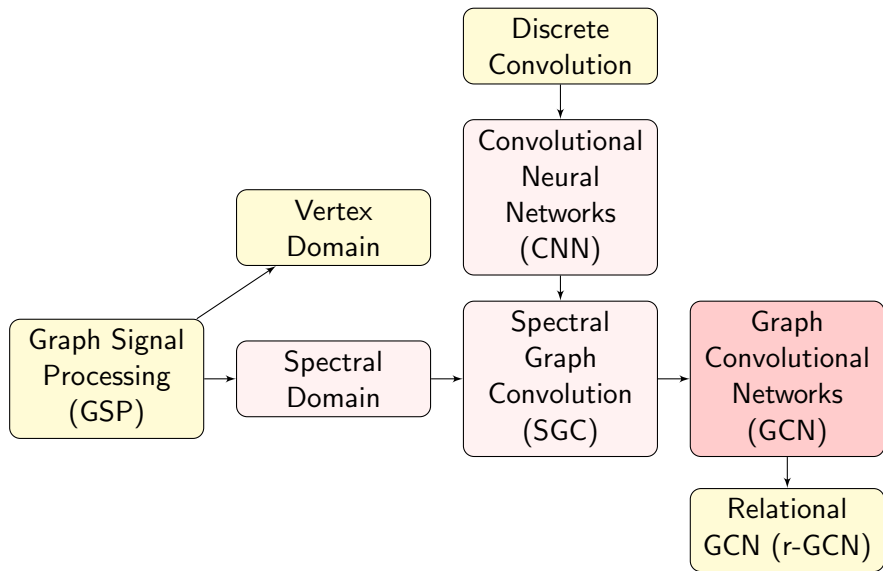 Discrete
Convolution
Convolutional
Neural
Networks
(CNN)
Vertex
Domain
Graph Signal
Processing
(GSP)
Spectral
Domain
Spectral
Graph
Convolution
(SGC)
Graph
Convolutional
Networks
(GCN)
Relational
GCN (r-GCN)